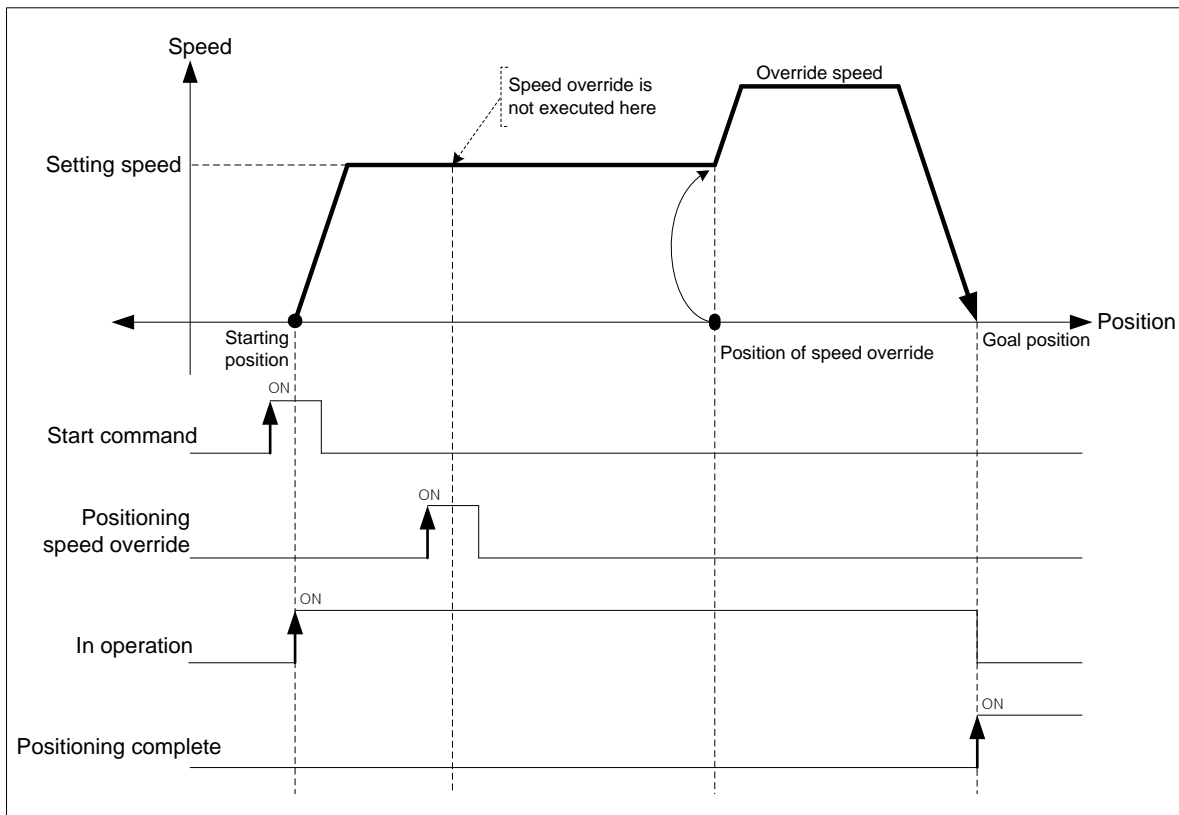 Speed
Speed override is
not executed here
Override speed
Setting speed
Position
Starting
position
Position of speed override
Goal position
ON
Start command
ON
Positioning
speed override
ON
In operation
ON
Positioning complete